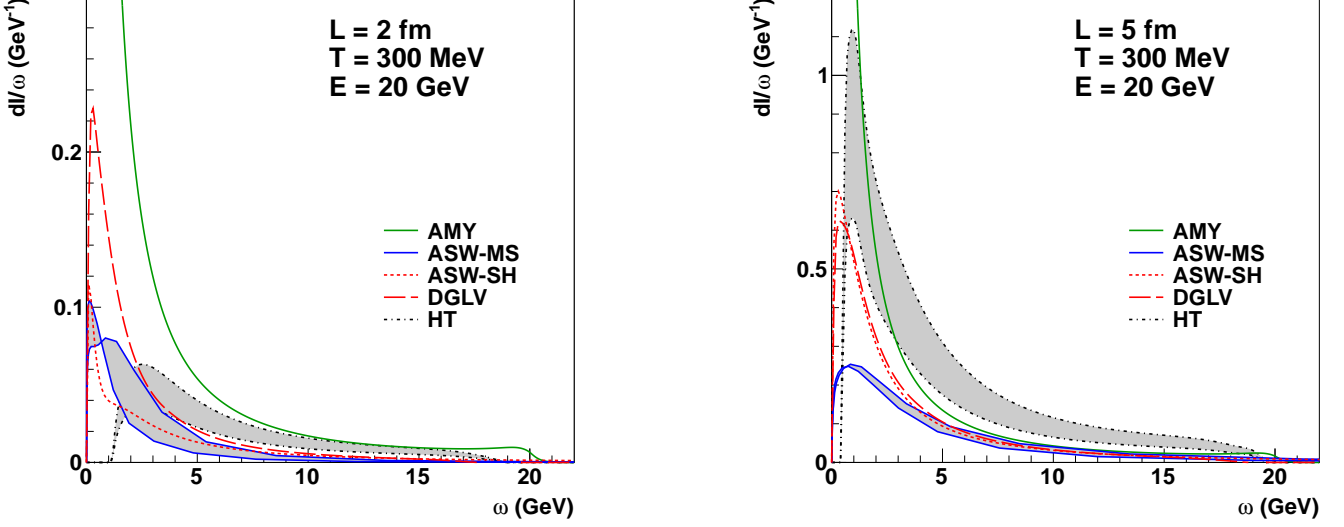 dI/ω (GeV⁻¹)
L = 2 fm
T = 300 MeV
E = 20 GeV
0.2
AMY
ASW-MS
ASW-SH
DGLV
HT
0.1
0
0
5
10
15
20
ω (GeV)
dI/ω (GeV⁻¹)
L = 5 fm
T = 300 MeV
E = 20 GeV
1
AMY
ASW-MS
ASW-SH
DGLV
HT
0.5
0
0
5
10
15
20
ω (GeV)